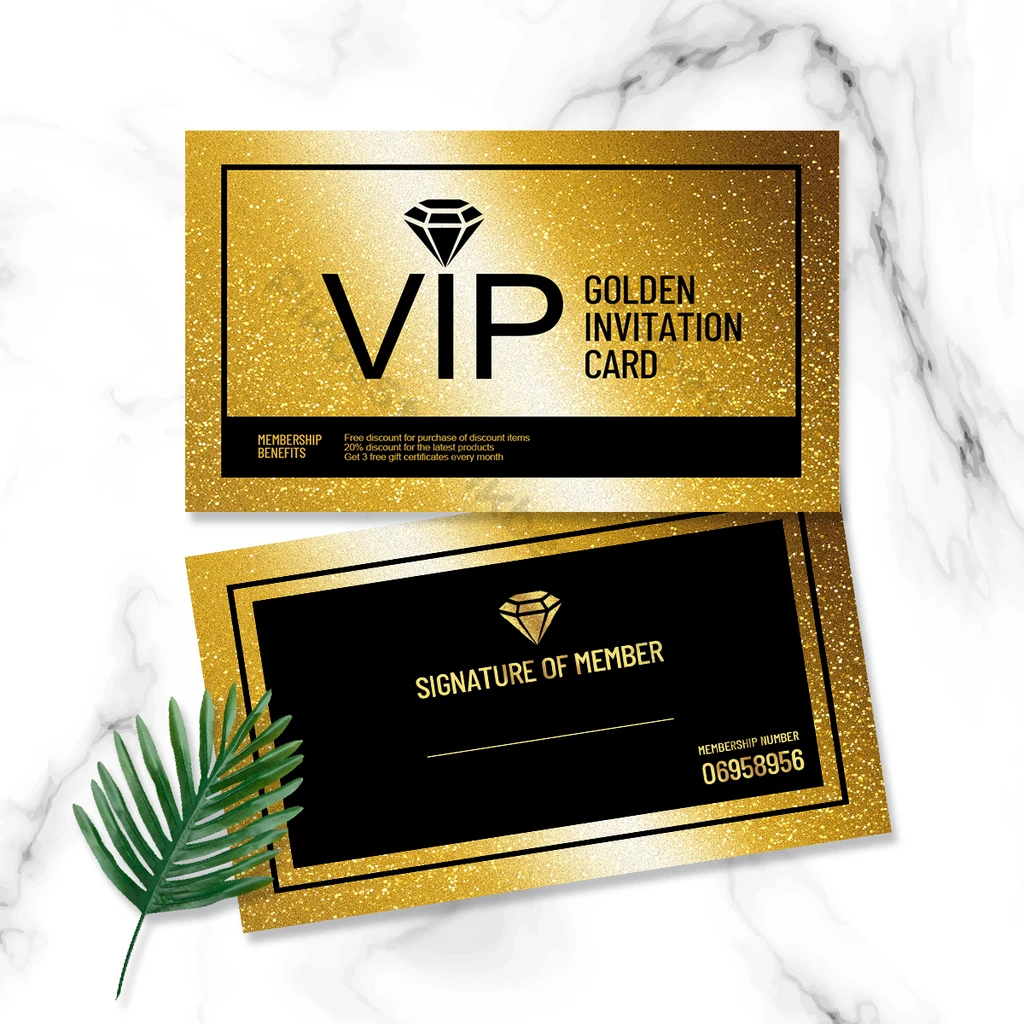 VIP
GOLDEN
INVITATION
CARD
MEMBERSHIP
BENEFITS
Free discount for purchase of discount items
20% discount for the latest products
Get 3 free gift certificates every month
SIGNATURE OF MEMBER
MEMBERSHIP NUMBER
06958956